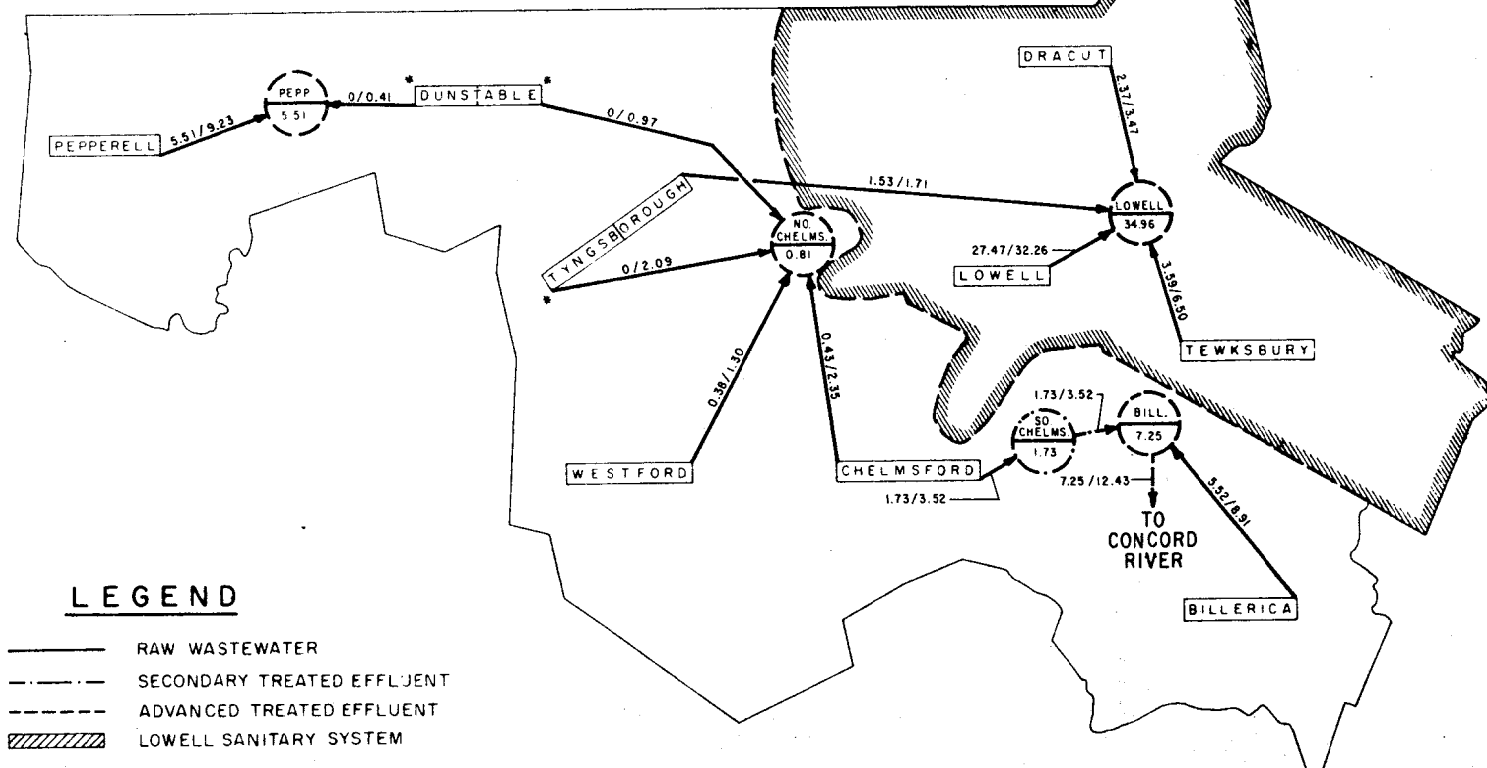 DRACUT
2.37/3.47
PEPP
5.51
0/0.41
* DUNSTABLE *
0/0.97
PEPPERELL
5.51/9.23
TYNGSBOROUGH
*
1.53/1.71
0/2.09
NO.
CHELMS.
0.81
LOWELL
34.96
27.47/32.26
LOWELL
3.59/6.50
TEWKSBURY
0.38/1.30
WESTFORD
0.43/2.35
CHELMSFORD
1.73/3.52
SO.
CHELMS.
1.73
1.73/3.52
BILL.
7.25
7.25/12.43
TO
CONCORD
RIVER
5.52/8.91
BILLERICA
LEGEND
RAW WASTEWATER
SECONDARY TREATED EFFLUENT
ADVANCED TREATED EFFLUENT
LOWELL SANITARY SYSTEM